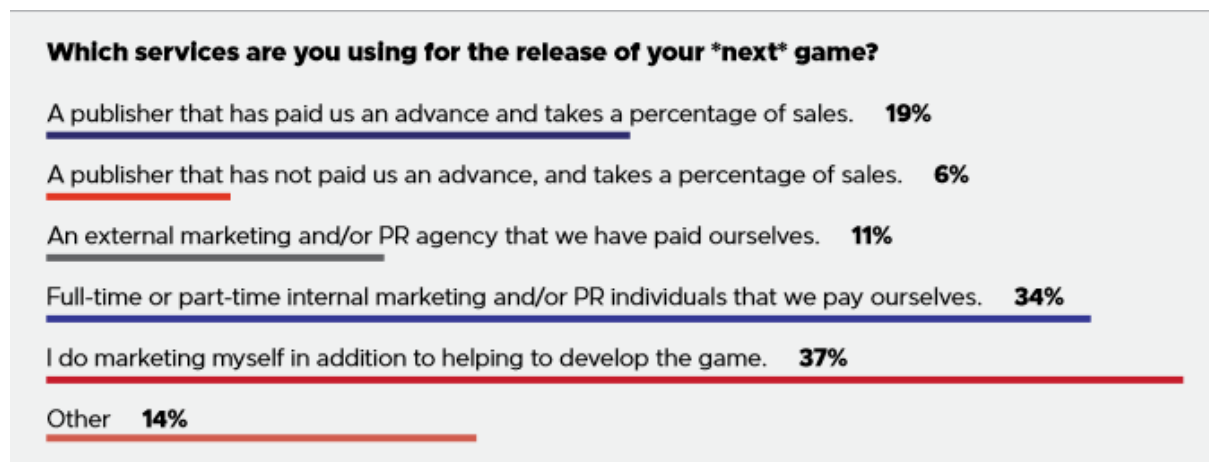 Which services are you using for the release of your *next* game?
A publisher that has paid us an advance and takes a percentage of sales. 19%
A publisher that has not paid us an advance, and takes a percentage of sales. 6%
An external marketing and/or PR agency that we have paid ourselves. 11%
Full-time or part-time internal marketing and/or PR individuals that we pay ourselves. 34%
I do marketing myself in addition to helping to develop the game. 37%
Other 14%